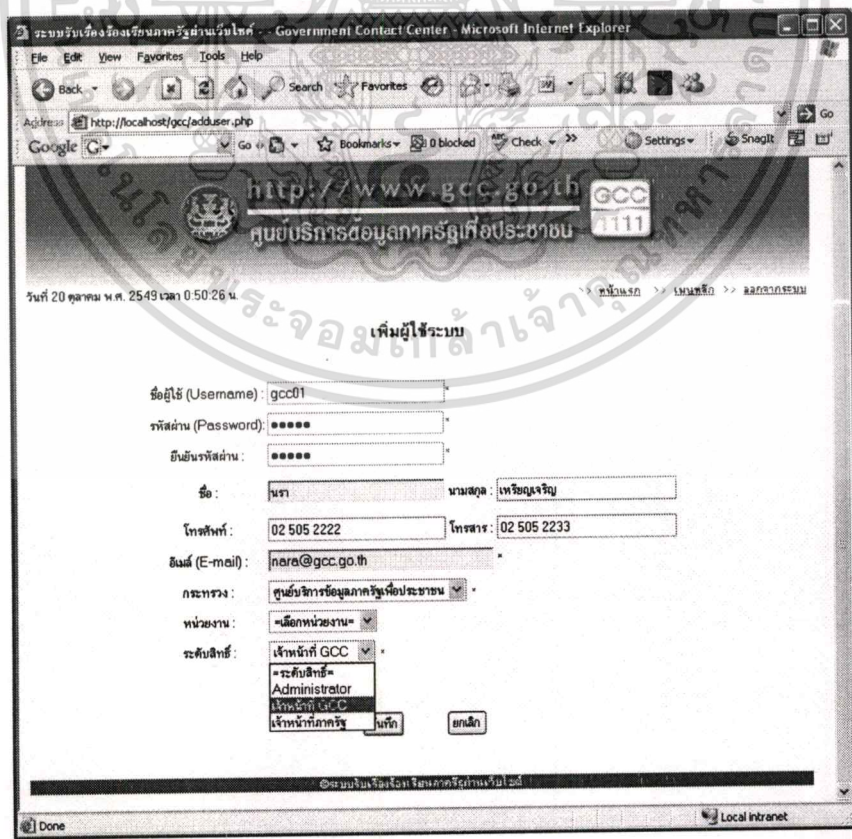 ระบบรับเรื่องร้องเรียนภาครัฐผ่านเว็บไซต์ - - Government Contact Center - Microsoft Internet Explorer
File Edit View Favorites Tools Help
Back Search Favorites
Address http://localhost/gcc/adduser.php Go
Google G Go Bookmarks 0 blocked ABC Check >> Settings SnagIt
http://www.gcc.go.th GCC
ศูนย์บริการข้อมูลภาครัฐเพื่อประชาชน 1111
วันที่ 20 ตุลาคม พ.ศ. 2549 เวลา 0:50:26 น. >> หน้าแรก >> เมนูหลัก >> ออกจากระบบ
เพิ่มผู้ใช้ระบบ
ชื่อผู้ใช้ (Username) : gcc01 *
รหัสผ่าน (Password): ••••• *
ยืนยันรหัสผ่าน : ••••• *
ชื่อ : นรา นามสกุล : เหรียญเจริญ
โทรศัพท์ : 02 505 2222 โทรสาร : 02 505 2233
อีเมล์ (E-mail) : nara@gcc.go.th *
กระทรวง : ศูนย์บริการข้อมูลภาครัฐเพื่อประชาชน *
หน่วยงาน : =เลือกหน่วยงาน=
ระดับสิทธิ์ : เจ้าหน้าที่ GCC *
=ระดับสิทธิ์=
Administrator
เจ้าหน้าที่ GCC
เจ้าหน้าที่ภาครัฐ
ยกเลิก
©ระบบรับเรื่องร้องเรียนภาครัฐผ่านเว็บไซต์
Done Local intranet